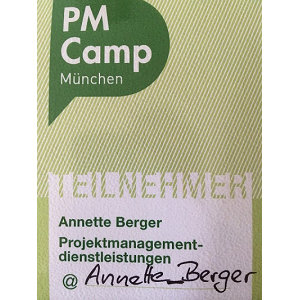 PM
Camp
München
TEILNEHMER
Annette Berger
Projektmanagement-
dienstleistungen
@ Annette_Berger